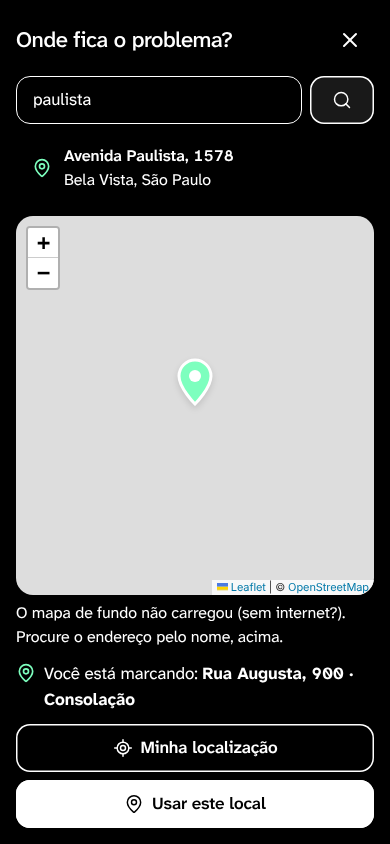 Onde fica o problema?
paulista
Avenida Paulista, 1578
Bela Vista, São Paulo
+
−
Leaflet | © OpenStreetMap
O mapa de fundo não carregou (sem internet?).
Procure o endereço pelo nome, acima.
Você está marcando: Rua Augusta, 900 ·
Consolação
Minha localização
Usar este local